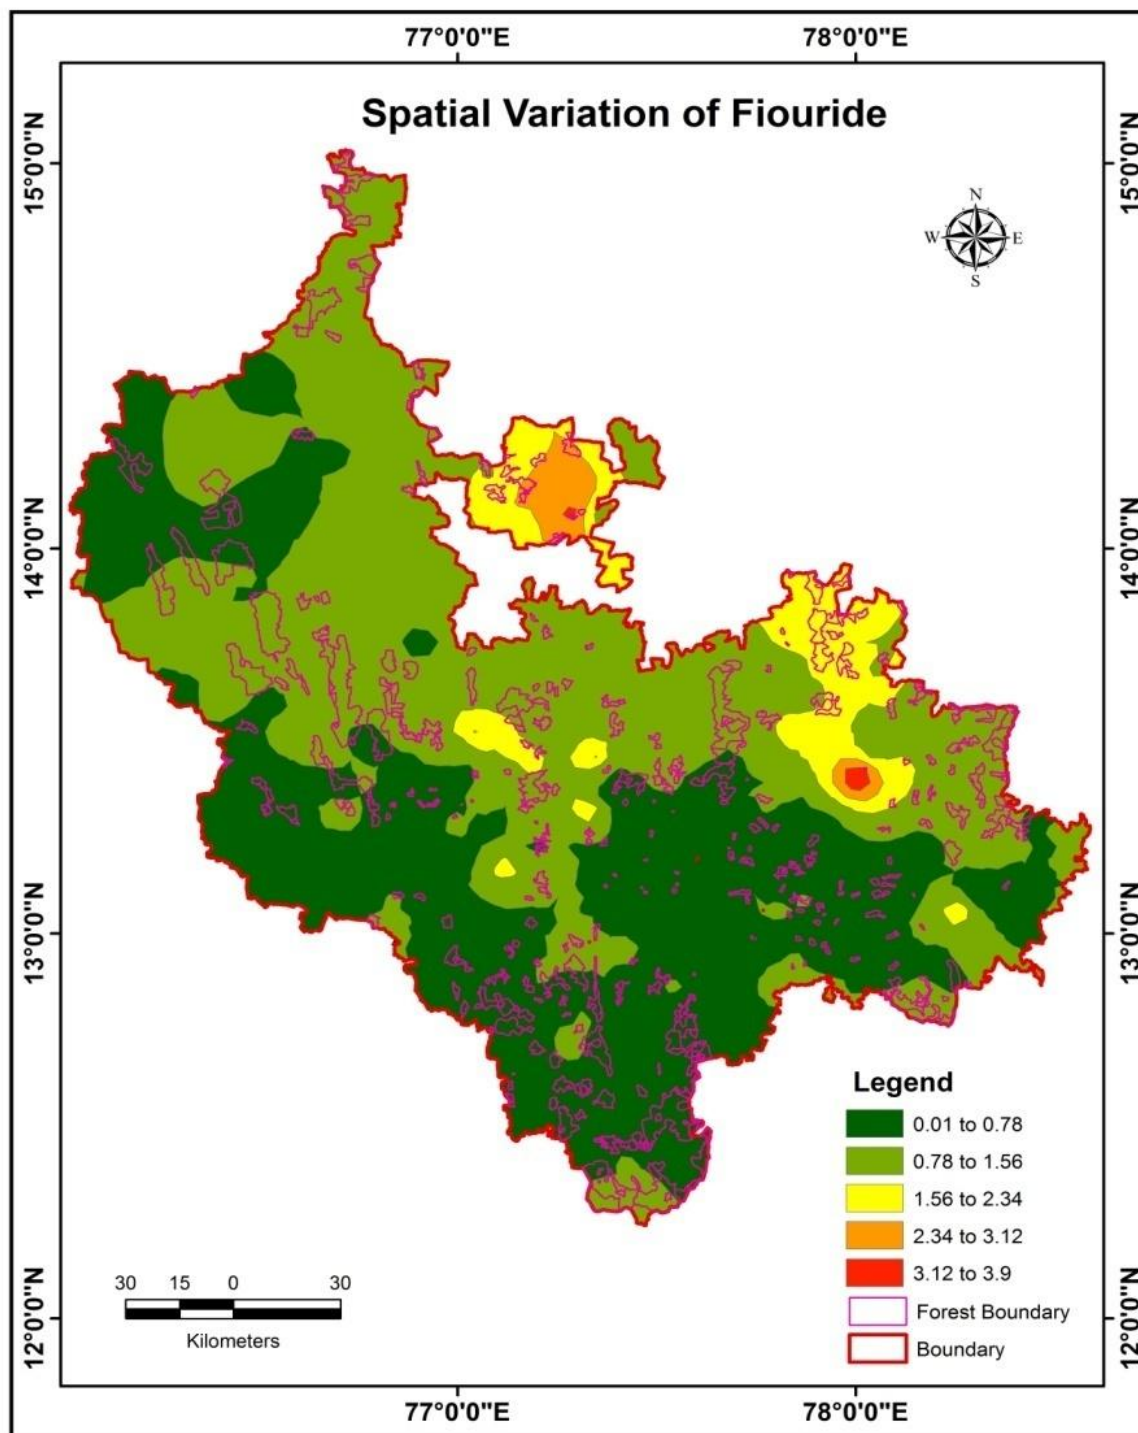 77°0'0"E 78°0'0"E
Spatial Variation of Fiouride
15°0'0"N 15°0'0"N
N
W E
S
14°0'0"N 14°0'0"N
13°0'0"N 13°0'0"N
Legend
0.01 to 0.78
0.78 to 1.56
1.56 to 2.34
2.34 to 3.12
3.12 to 3.9
Forest Boundary
Boundary
30 15 0 30
Kilometers
12°0'0"N 12°0'0"N
77°0'0"E 78°0'0"E